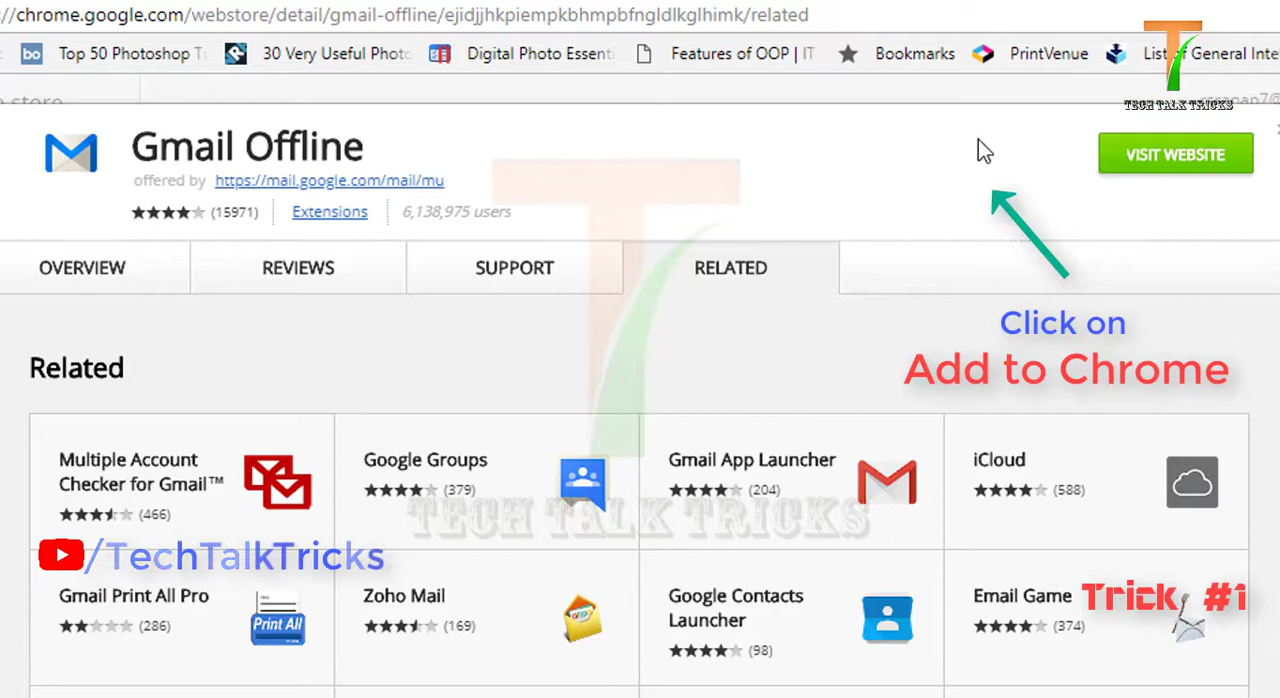 ://chrome.google.com/webstore/detail/gmail-offline/ejidjjhkpiempkbhmpbfngldlkglhimk/related
bo Top 50 Photoshop T 30 Very Useful Photo Digital Photo Essenti Features of OOP | IT Bookmarks PrintVenue List of General Inte
TECH TALK TRICKS
Gmail Offline
VISIT WEBSITE
offered by https://mail.google.com/mail/mu
(15971) Extensions 6,138,975 users
OVERVIEW REVIEWS SUPPORT RELATED
Click on
Add to Chrome
Related
Multiple Account
Checker for Gmail™
(466)
Google Groups
(379)
Gmail App Launcher
(204)
iCloud
(588)
TECH TALK TRICKS
/TechTalkTricks
Gmail Print All Pro
(286)
Print All
Zoho Mail
(169)
Google Contacts
Launcher
(98)
Email Game
(374)
Trick #1